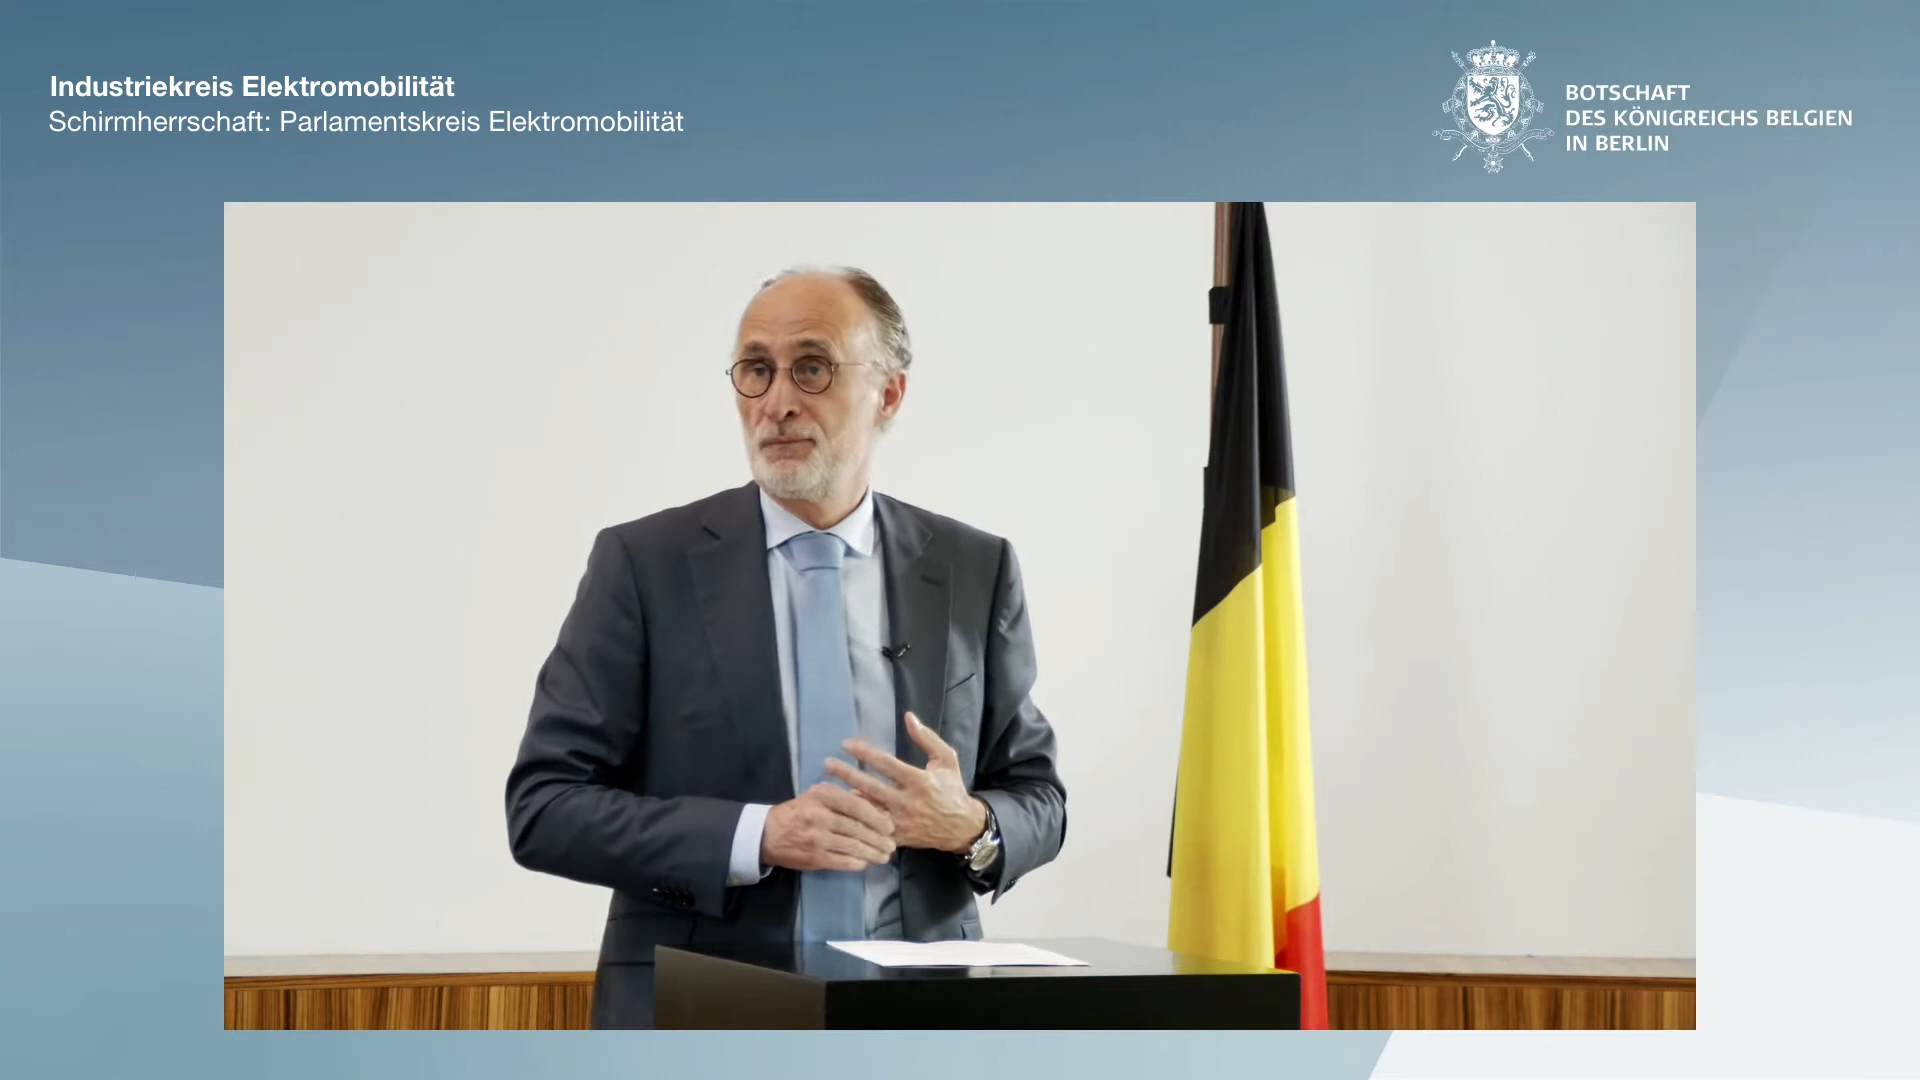 Industriekreis Elektromobilität
Schirmherrschaft: Parlamentskreis Elektromobilität
BOTSCHAFT
DES KÖNIGREICHS BELGIEN
IN BERLIN